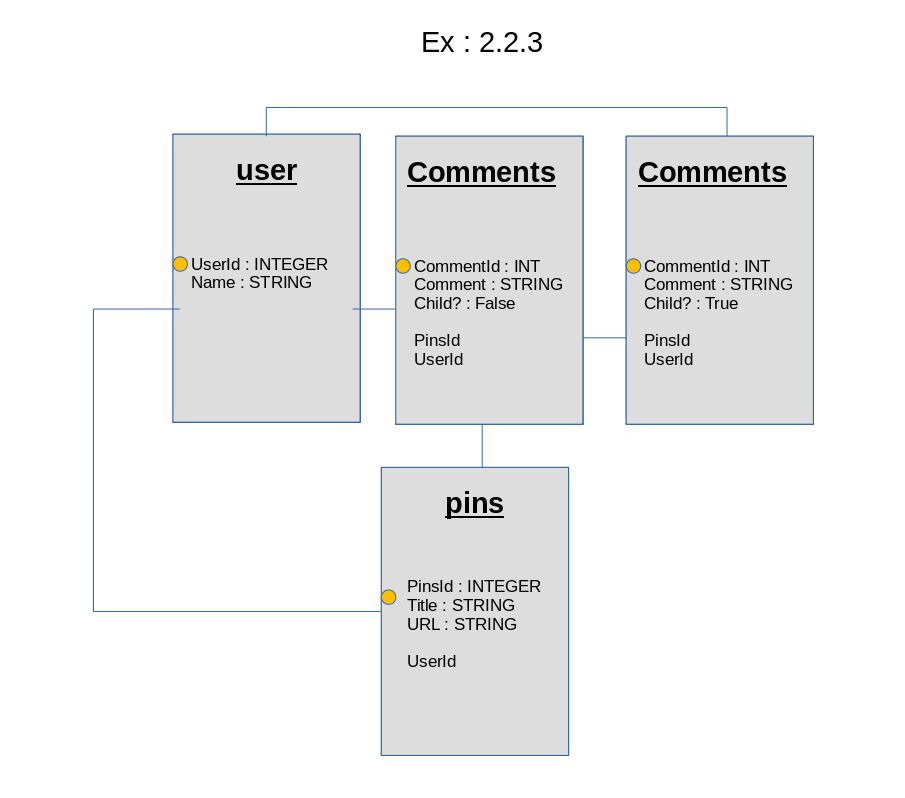 Ex : 2.2.3
user
UserId : INTEGER
Name : STRING
Comments
CommentId : INT
Comment : STRING
Child? : False
PinsId
UserId
Comments
CommentId : INT
Comment : STRING
Child? : True
PinsId
UserId
pins
PinsId : INTEGER
Title : STRING
URL : STRING
UserId